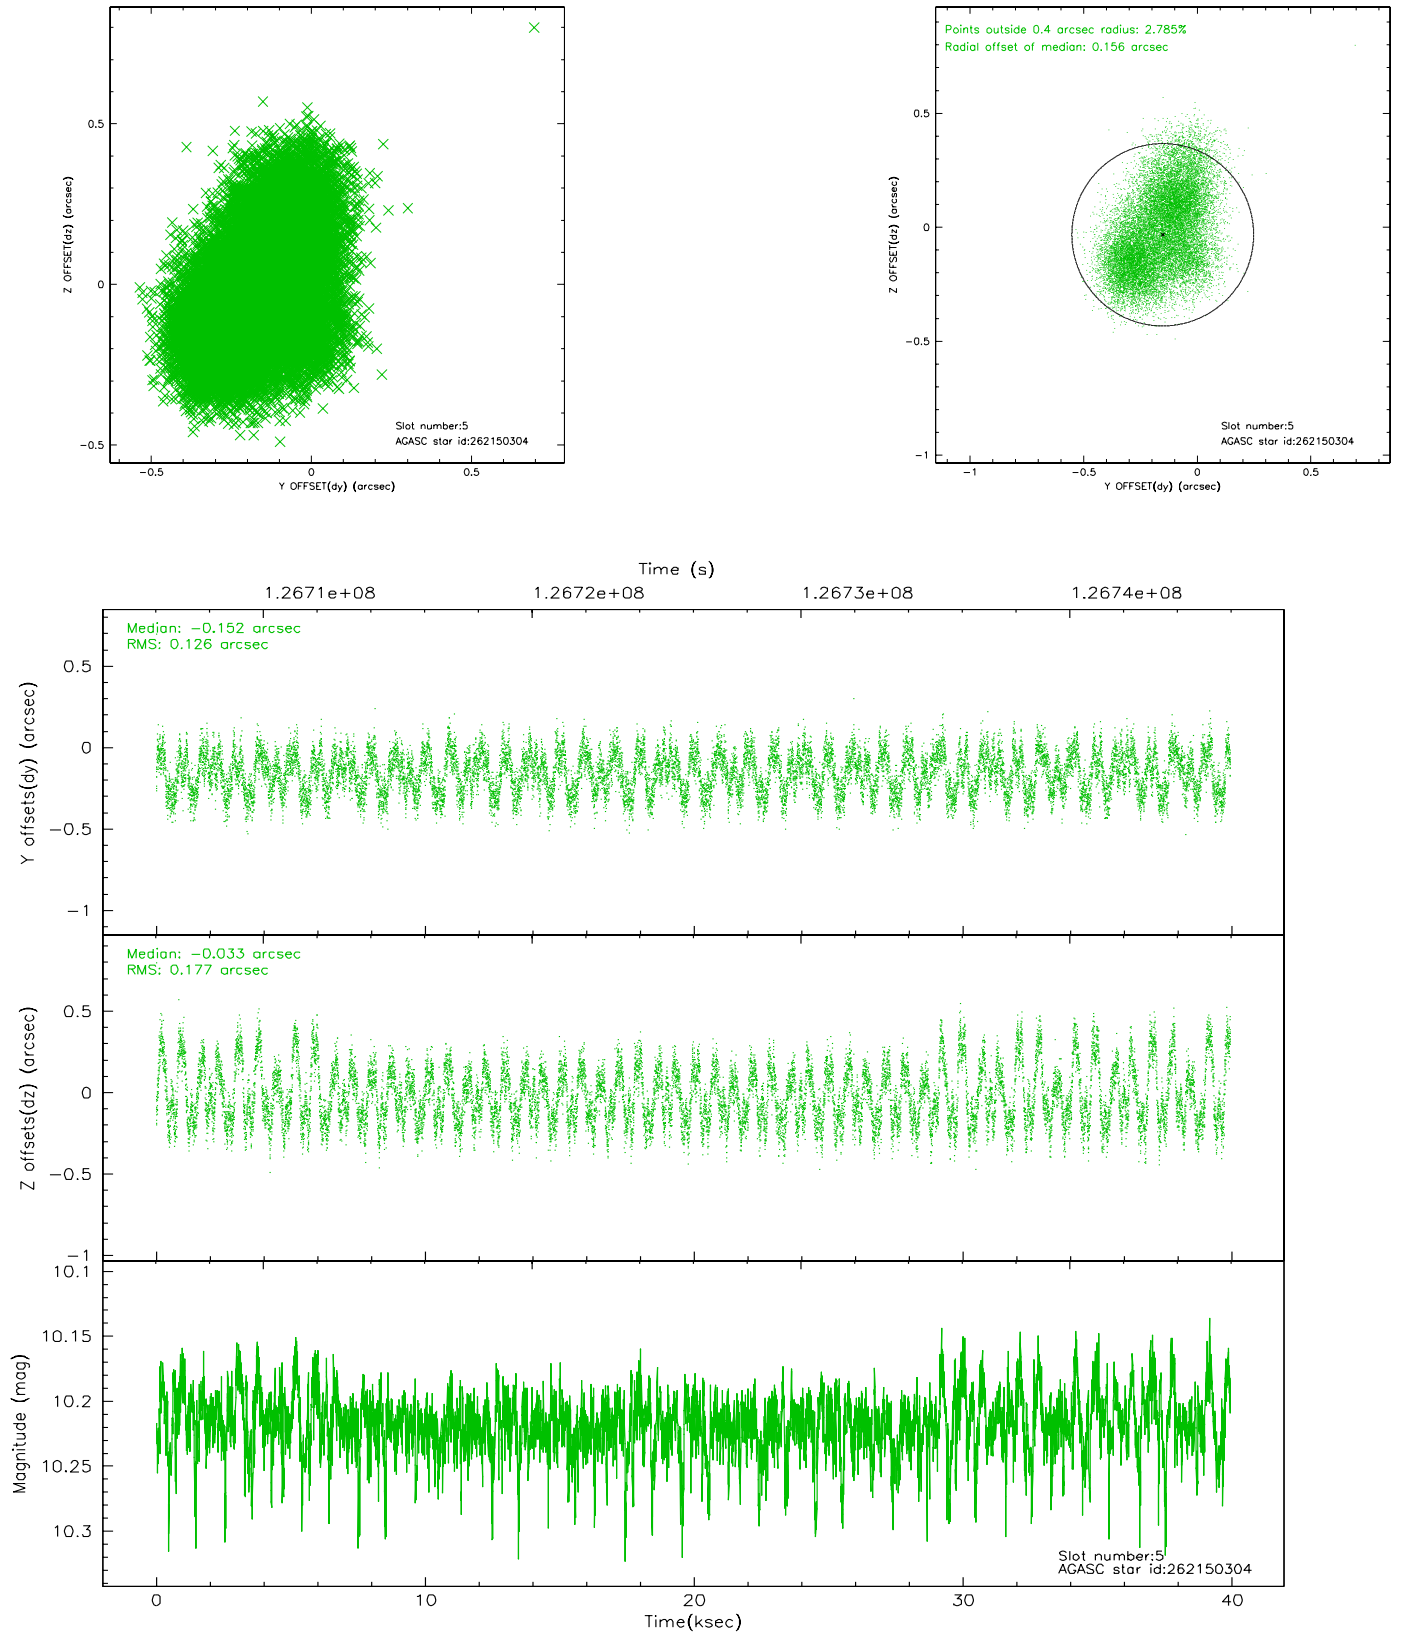 Z OFFSET(dz) (arcsec)
0.5
0
−0.5
−0.5
0
0.5
Y OFFSET(dy) (arcsec)
Slot number:5
AGASC star id:262150304
Points outside 0.4 arcsec radius: 2.785%
Radial offset of median: 0.156 arcsec
Z OFFSET(dz) (arcsec)
0.5
0
−0.5
−1
−1
−0.5
0
0.5
Y OFFSET(dy) (arcsec)
Slot number:5
AGASC star id:262150304
Time (s)
1.2671e+08
1.2672e+08
1.2673e+08
1.2674e+08
Median: −0.152 arcsec
RMS: 0.126 arcsec
Y offsets(dy) (arcsec)
0.5
0
−0.5
−1
Median: −0.033 arcsec
RMS: 0.177 arcsec
Z offsets(dz) (arcsec)
0.5
0
−0.5
−1
Magnitude (mag)
10.1
10.15
10.2
10.25
10.3
Slot number:5
AGASC star id:262150304
0
10
20
30
40
Time(ksec)